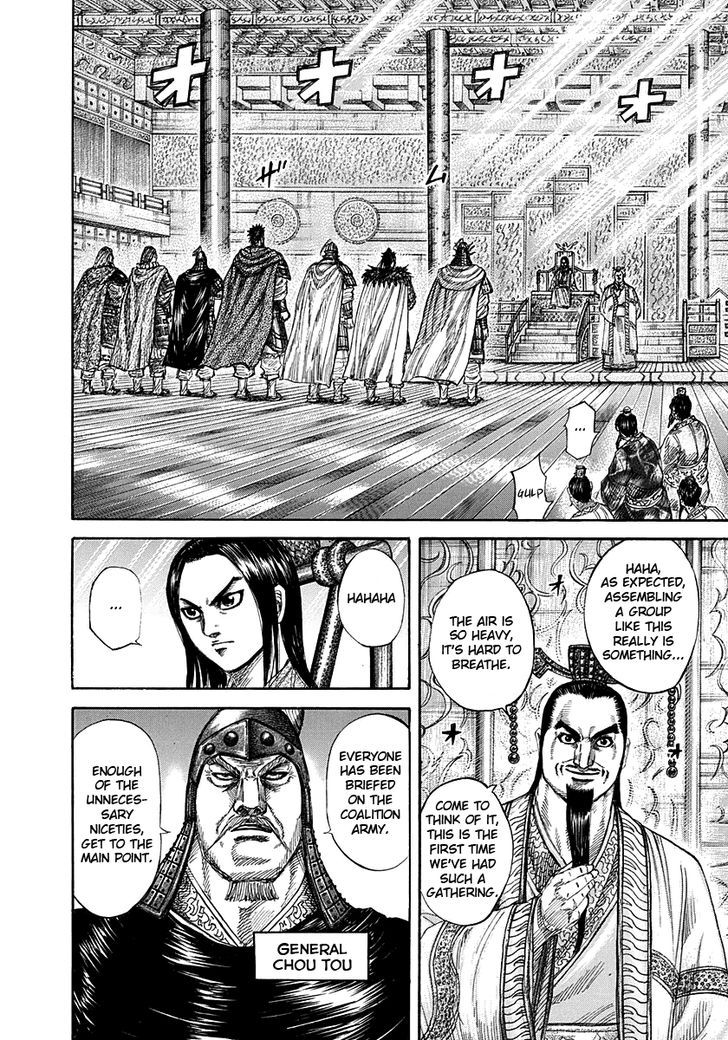 オオオオ
ザ
...
GULP
HAHA,
AS EXPECTED,
ASSEMBLING
A GROUP
LIKE THIS
REALLY IS
SOMETHING...
THE AIR IS
SO HEAVY,
IT'S HARD TO
BREATHE.
COME TO
THINK OF IT,
THIS IS THE
FIRST TIME
WE'VE HAD
SUCH A
GATHERING.
HAHAHA
...
EVERYONE
HAS BEEN
BRIEFED
ON THE
COALITION
ARMY.
ENOUGH
OF THE
UNNECES-
SARY
NICETIES,
GET TO THE
MAIN POINT.
GENERAL
CHOU TOU